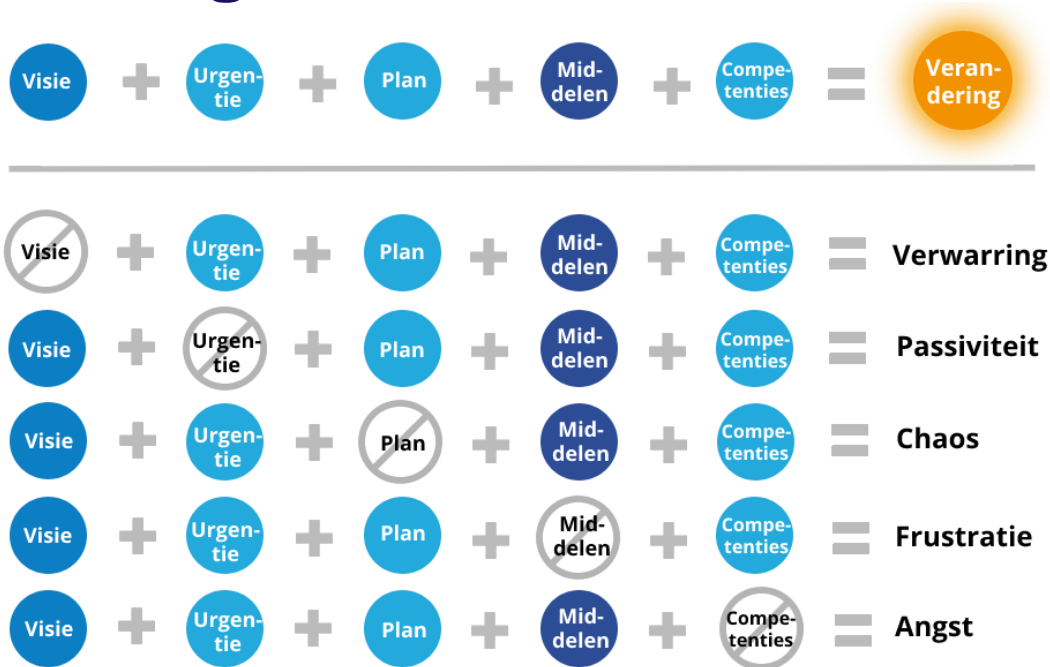 Visie Urgen- Plan Mid- Compe- Veran-
tie delen tenties dering
Visie Urgen- Plan Mid- Compe- Verwarring
tie delen tenties
Visie Urgen- Plan Mid- Compe- Passiviteit
tie delen tenties
Visie Urgen- Plan Mid- Compe- Chaos
tie delen tenties
Visie Urgen- Plan Mid- Compe- Frustratie
tie delen tenties
Visie Urgen- Plan Mid- Compe- Angst
tie delen tenties